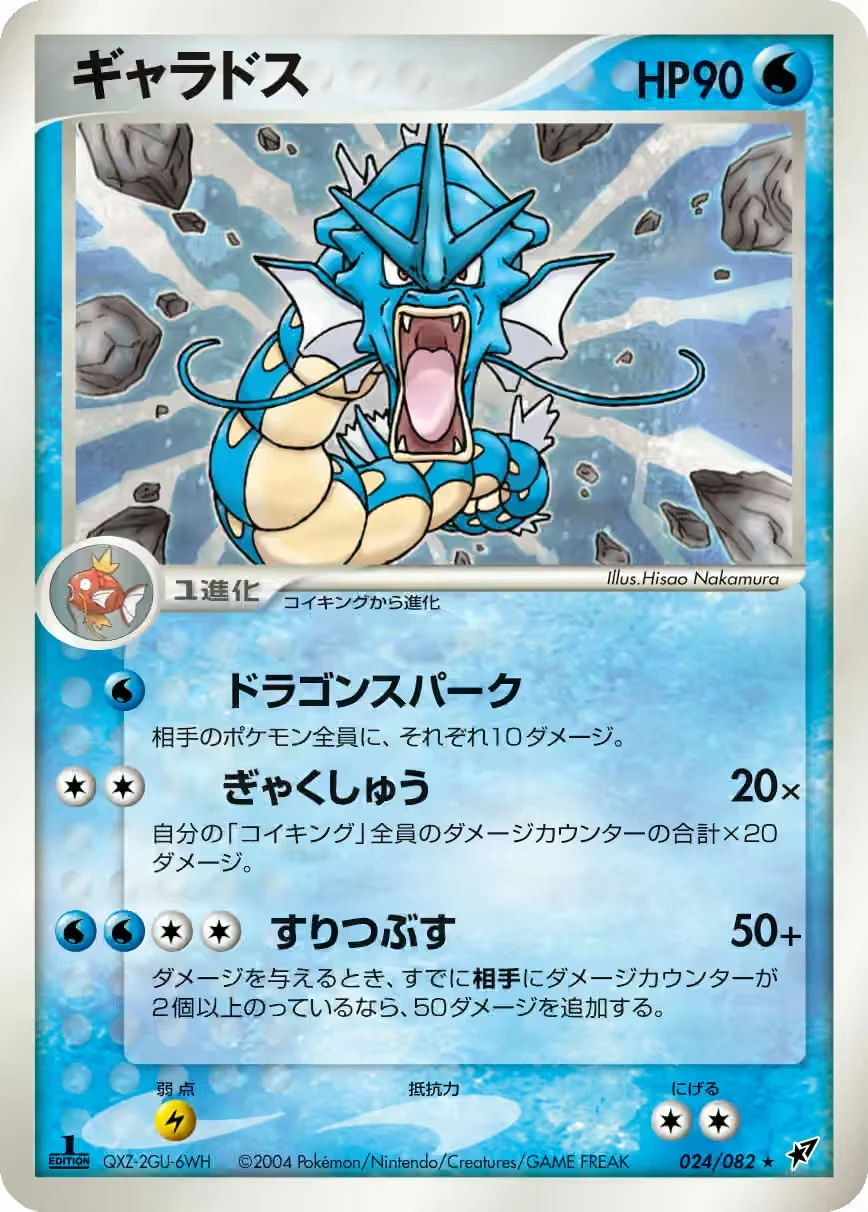 ギャラドス
HP90
Illus.Hisao Nakamura
1進化
コイキングから進化
ドラゴンスパーク
相手のポケモン全員に、それぞれ10ダメージ。
ぎゃくしゅう 20×
自分の「コイキング」全員のダメージカウンターの合計×20
ダメージ。
すりつぶす 50+
ダメージを与えるとき、すでに相手にダメージカウンターが
2個以上のっているなら、50ダメージを追加する。
弱点 抵抗力 にげる
1 EDITION QXZ-2GU-6WH ©2004 Pokémon/Nintendo/Creatures/GAME FREAK 024/082 ★